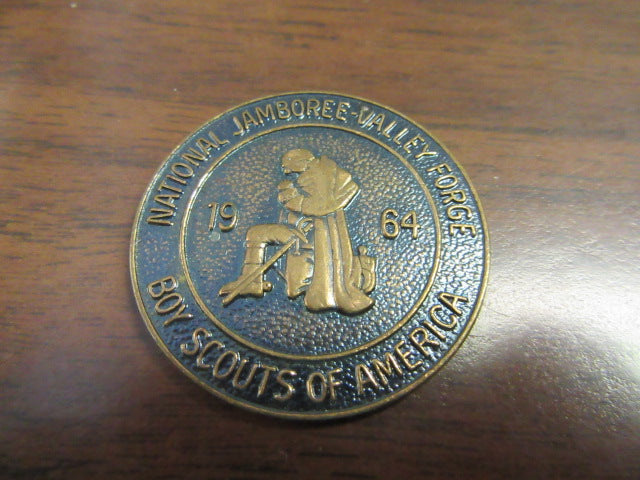 NATIONAL JAMBOREE-VALLEY FORGE
19 64
BOY SCOUTS OF AMERICA